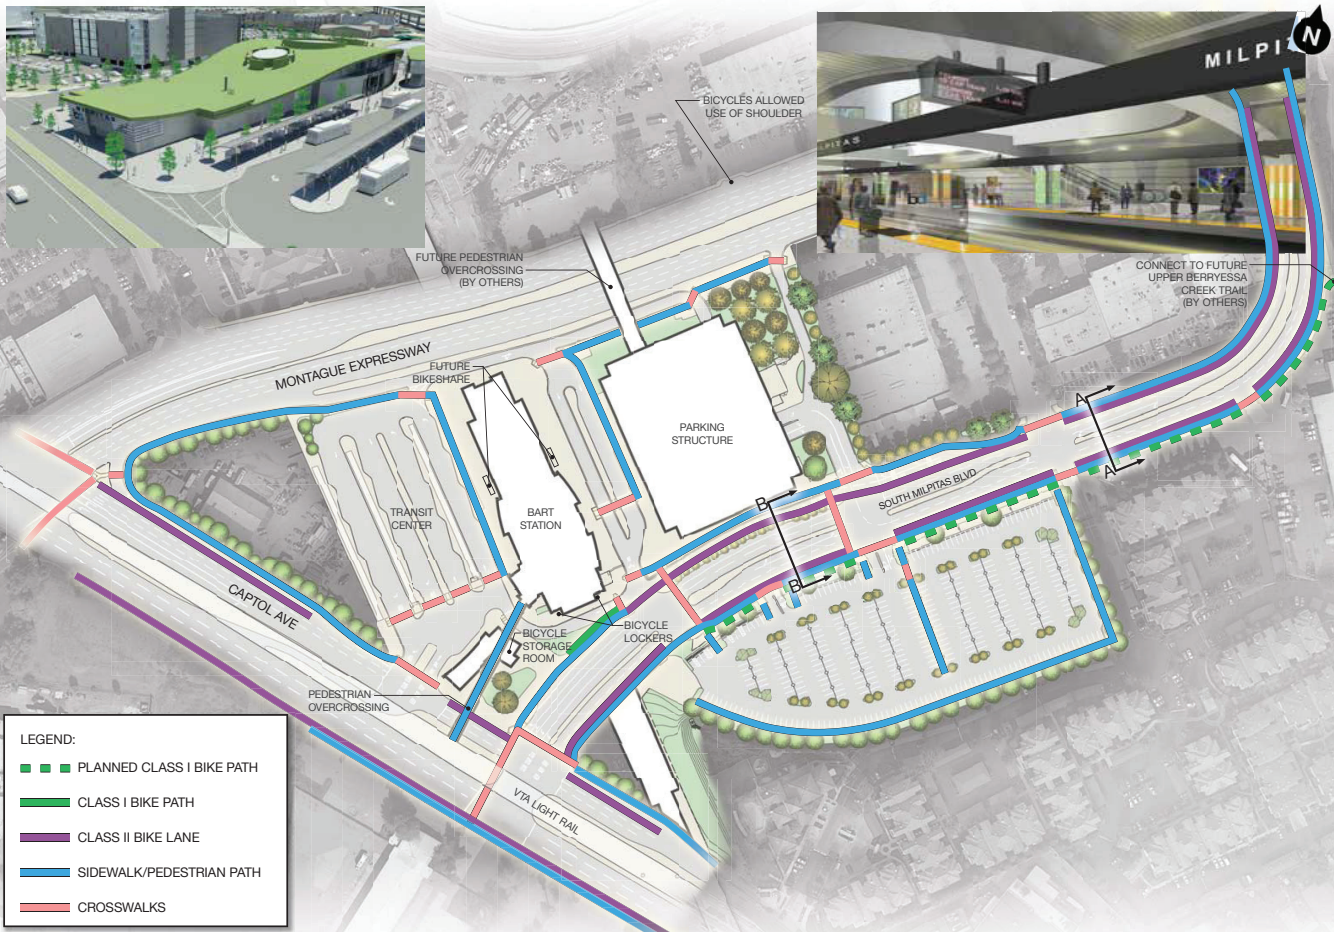 MILPI
N
LPITAS
BICYCLES ALLOWED
USE OF SHOULDER
FUTURE PEDESTRIAN
OVERCROSSING
(BY OTHERS)
CONNECT TO FUTURE
UPPER BERRYESSA
CREEK TRAIL
(BY OTHERS)
MONTAGUE EXPRESSWAY
FUTURE
BIKESHARE
PARKING
STRUCTURE
A
A
SOUTH MILPITAS BLVD
B
B
TRANSIT
CENTER
BART
STATION
CAPTOL AVE
BICYCLE
LOCKERS
BICYCLE
STORAGE
ROOM
PEDESTRIAN
OVERCROSSING
VTA LIGHT RAIL
LEGEND:
PLANNED CLASS I BIKE PATH
CLASS I BIKE PATH
CLASS II BIKE LANE
SIDEWALK/PEDESTRIAN PATH
CROSSWALKS